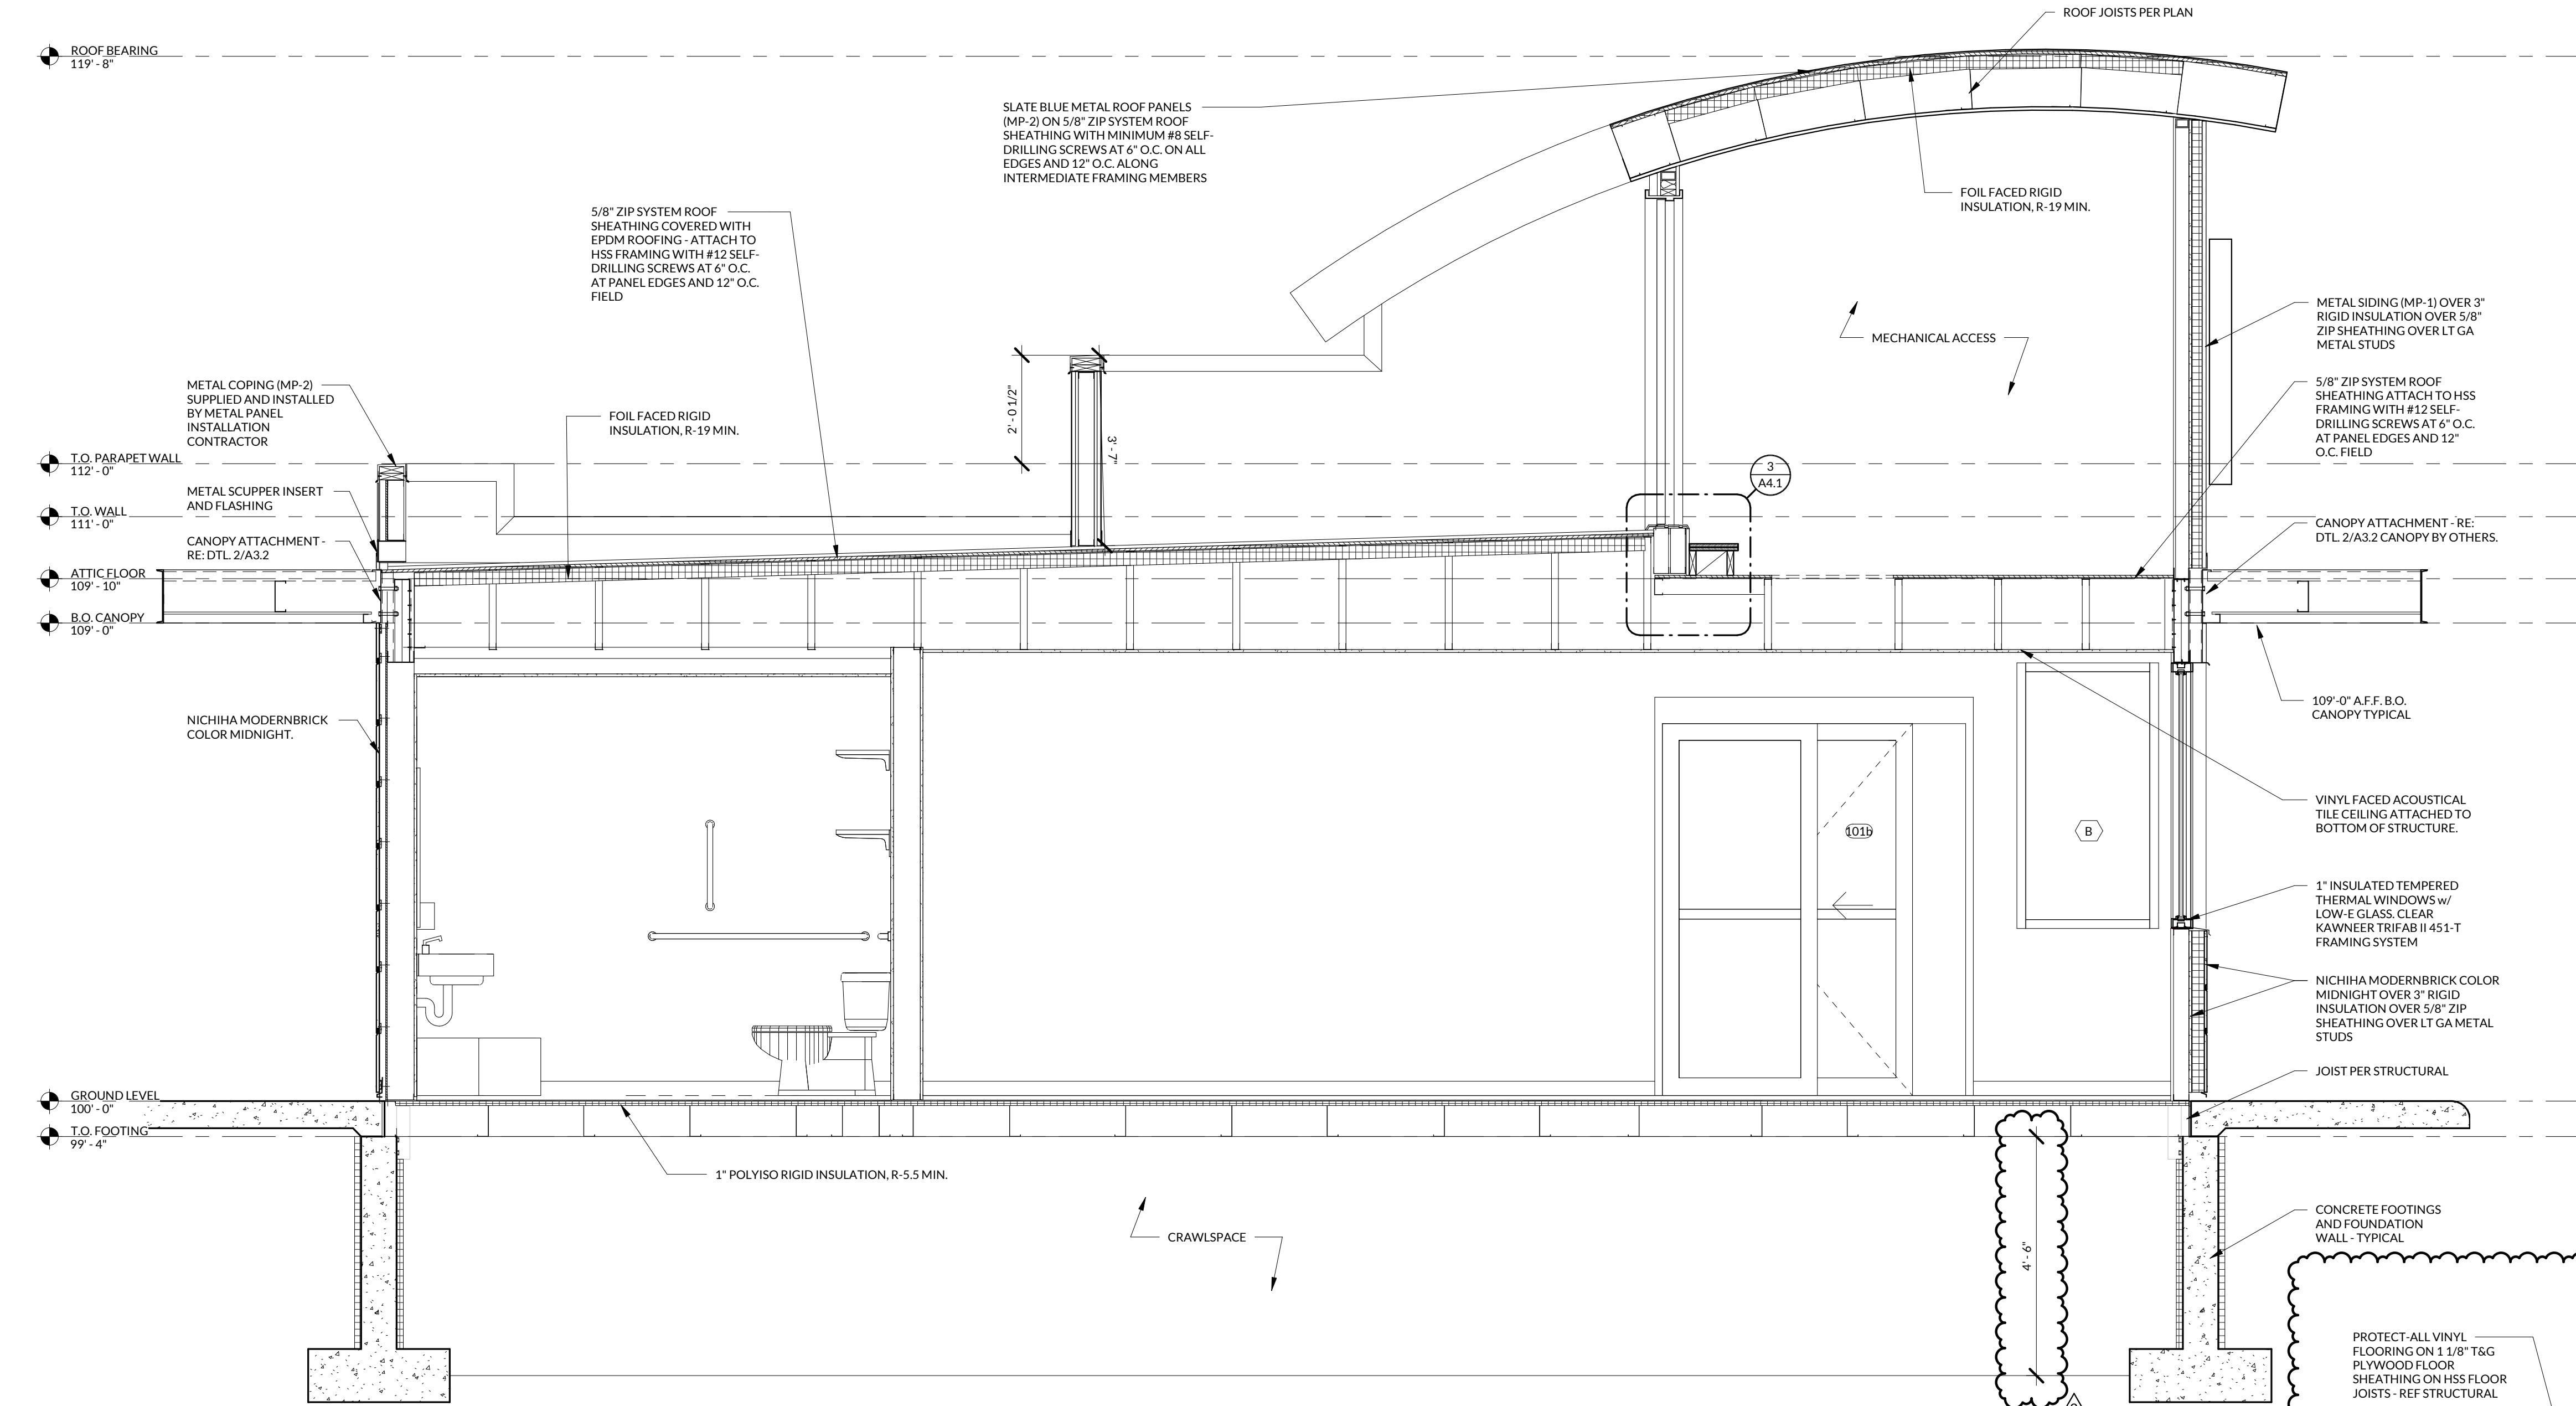 ROOF JOISTS PER PLAN
ROOF BEARING
119' - 8"
SLATE BLUE METAL ROOF PANELS
(MP-2) ON 5/8" ZIP SYSTEM ROOF
SHEATHING WITH MINIMUM #8 SELF-
DRILLING SCREWS AT 6" O.C. ON ALL
EDGES AND 12" O.C. ALONG
INTERMEDIATE FRAMING MEMBERS
FOIL FACED RIGID
INSULATION, R-19 MIN.
5/8" ZIP SYSTEM ROOF
SHEATHING COVERED WITH
EPDM ROOFING - ATTACH TO
HSS FRAMING WITH #12 SELF-
DRILLING SCREWS AT 6" O.C.
AT PANEL EDGES AND 12" O.C.
FIELD
METAL SIDING (MP-1) OVER 3"
RIGID INSULATION OVER 5/8"
ZIP SHEATHING OVER LT GA
METAL STUDS
MECHANICAL ACCESS
METAL COPING (MP-2)
SUPPLIED AND INSTALLED
BY METAL PANEL
INSTALLATION
CONTRACTOR
FOIL FACED RIGID
INSULATION, R-19 MIN.
2' - 0 1/2"
3' - 7"
5/8" ZIP SYSTEM ROOF
SHEATHING ATTACH TO HSS
FRAMING WITH #12 SELF-
DRILLING SCREWS AT 6" O.C.
AT PANEL EDGES AND 12"
O.C. FIELD
T.O. PARAPET WALL
112' - 0"
3
A4.1
METAL SCUPPER INSERT
AND FLASHING
T.O. WALL
111' - 0"
CANOPY ATTACHMENT -
RE: DTL. 2/A3.2
CANOPY ATTACHMENT - RE:
DTL. 2/A3.2 CANOPY BY OTHERS.
ATTIC FLOOR
109' - 10"
B.O. CANOPY
109' - 0"
109'-0" A.F.F. B.O.
CANOPY TYPICAL
NICHIHA MODERNBRICK
COLOR MIDNIGHT.
VINYL FACED ACOUSTICAL
TILE CEILING ATTACHED TO
BOTTOM OF STRUCTURE.
101b
B
1" INSULATED TEMPERED
THERMAL WINDOWS w/
LOW-E GLASS. CLEAR
KAWNEER TRIFAB II 451-T
FRAMING SYSTEM
NICHIHA MODERNBRICK COLOR
MIDNIGHT OVER 3" RIGID
INSULATION OVER 5/8" ZIP
SHEATHING OVER LT GA METAL
STUDS
JOIST PER STRUCTURAL
GROUND LEVEL
100' - 0"
T.O. FOOTING
99' - 4"
1" POLYISO RIGID INSULATION, R-5.5 MIN.
CRAWLSPACE
4' - 6"
CONCRETE FOOTINGS
AND FOUNDATION
WALL - TYPICAL
PROTECT-ALL VINYL
FLOORING ON 1 1/8" T&G
PLYWOOD FLOOR
SHEATHING ON HSS FLOOR
JOISTS - REF STRUCTURAL